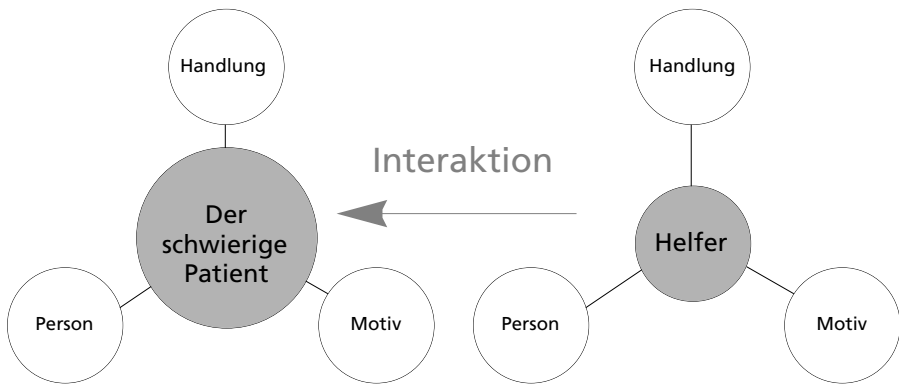 Handlung
Der
schwierige
Patient
Person
Motiv
Interaktion
Handlung
Helfer
Person
Motiv